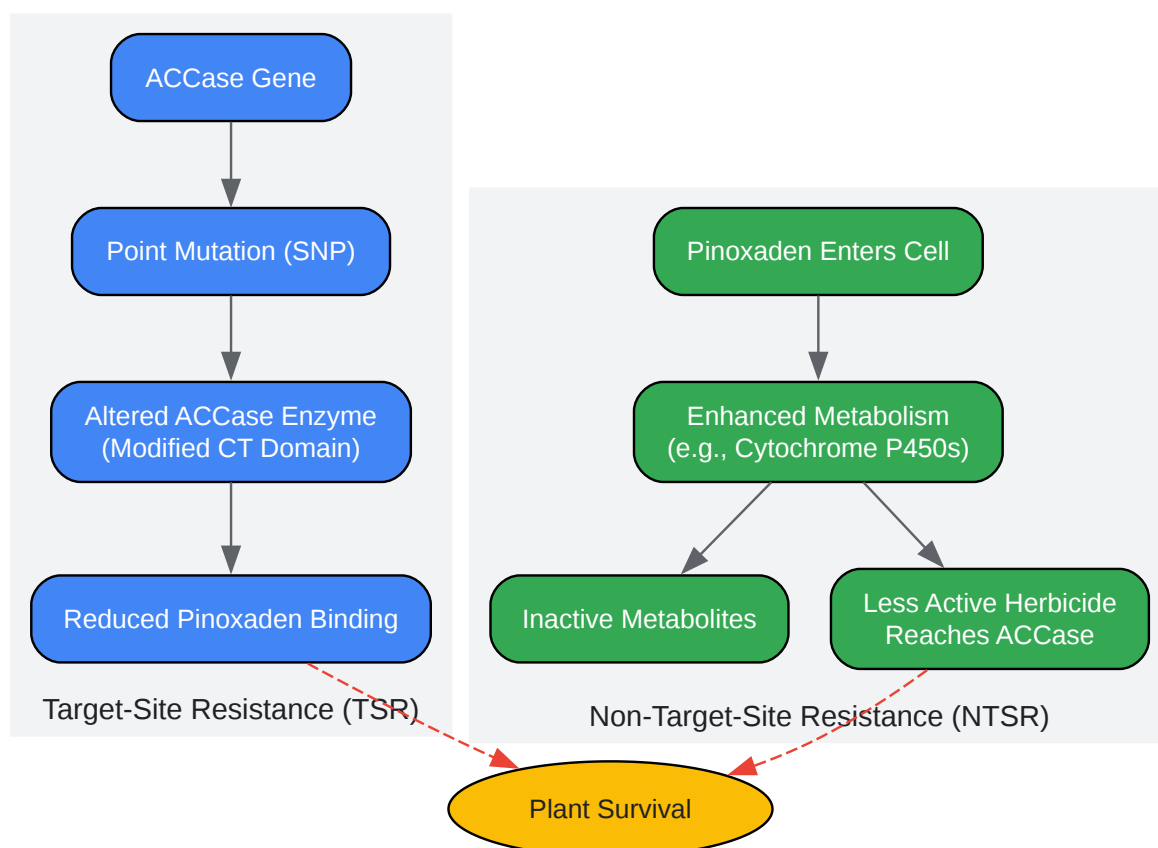 ACCase Gene
Point Mutation (SNP)
Altered ACCase Enzyme
(Modified CT Domain)
Reduced Pinoxaden Binding
Target-Site Resistance (TSR)
Pinoxaden Enters Cell
Enhanced Metabolism
(e.g., Cytochrome P450s)
Inactive Metabolites
Less Active Herbicide
Reaches ACCase
Non-Target-Site Resistance (NTSR)
Plant Survival